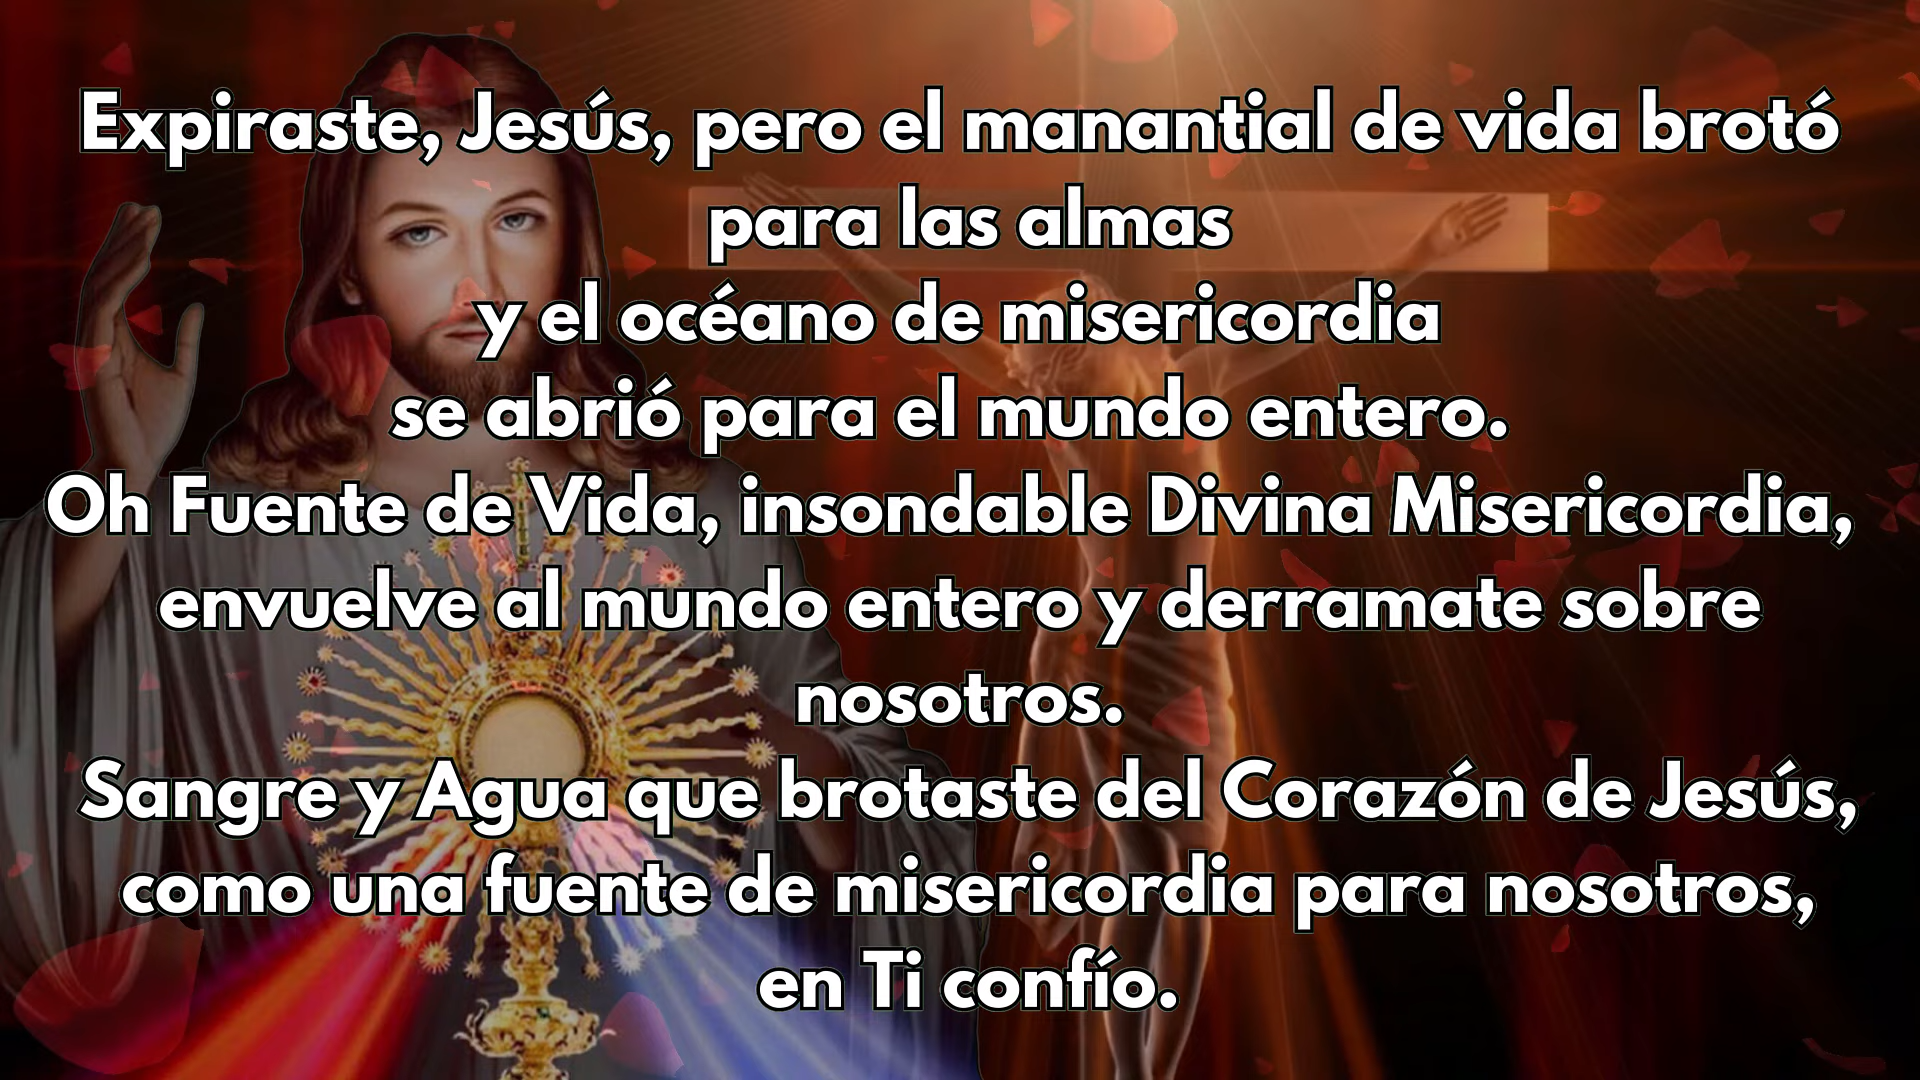 Expiraste, Jesús, pero el manantial de vida brotó
para las almas
y el océano de misericordia
se abrió para el mundo entero.
Oh Fuente de Vida, insondable Divina Misericordia,
envuelve al mundo entero y derramate sobre
nosotros.
Sangre y Agua que brotaste del Corazón de Jesús,
como una fuente de misericordia para nosotros,
en Ti confío.